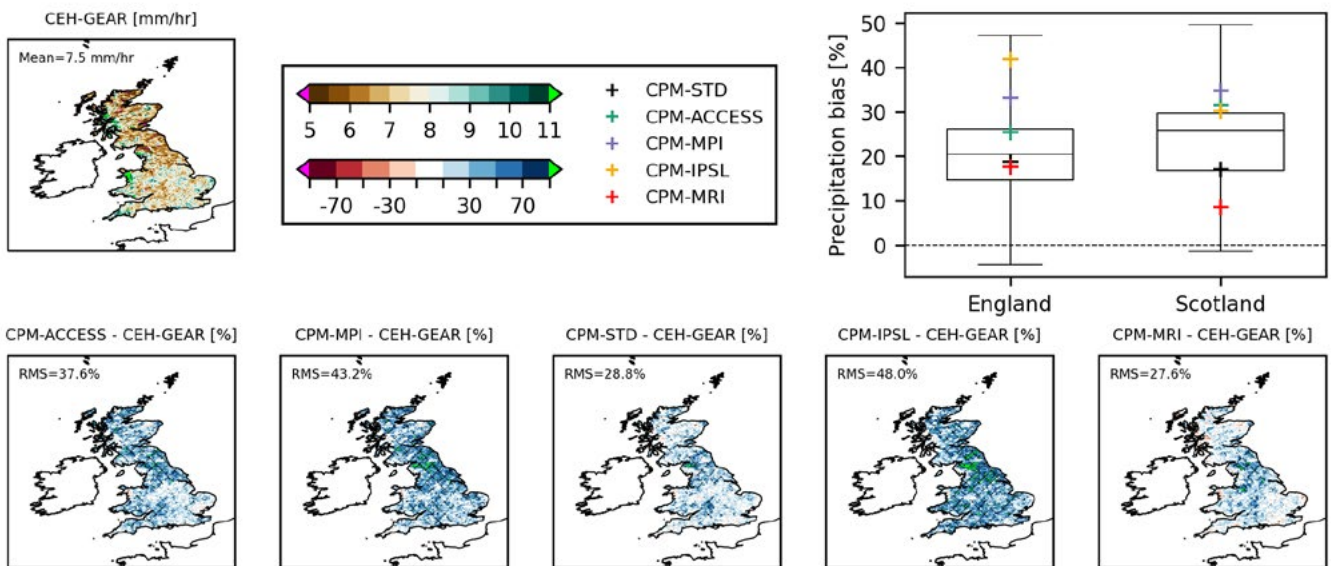 CEH-GEAR [mm/hr]
Mean=7.5 mm/hr
5 6 7 8 9 10 11
-70 -30 30 70
CPM-STD
CPM-ACCESS
CPM-MPI
CPM-IPSL
CPM-MRI
Precipitation bias [%]
50
40
30
20
10
0
England Scotland
CPM-ACCESS - CEH-GEAR [%]
RMS=37.6%
CPM-MPI - CEH-GEAR [%]
RMS=43.2%
CPM-STD - CEH-GEAR [%]
RMS=28.8%
CPM-IPSL - CEH-GEAR [%]
RMS=48.0%
CPM-MRI - CEH-GEAR [%]
RMS=27.6%